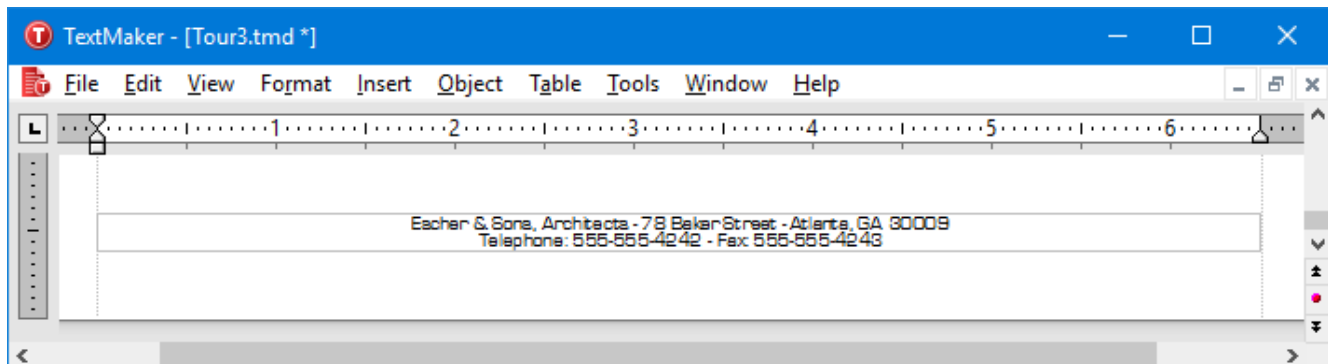 TextMaker - [Tour3.tmd *]
File Edit View Format Insert Object Table Tools Window Help
L 1 2 3 4 5 6
Escher & Sons, Architects - 78 Baker Street - Atlanta, GA 30009
Telephone: 555-555-4242 - Fax: 555-555-4243